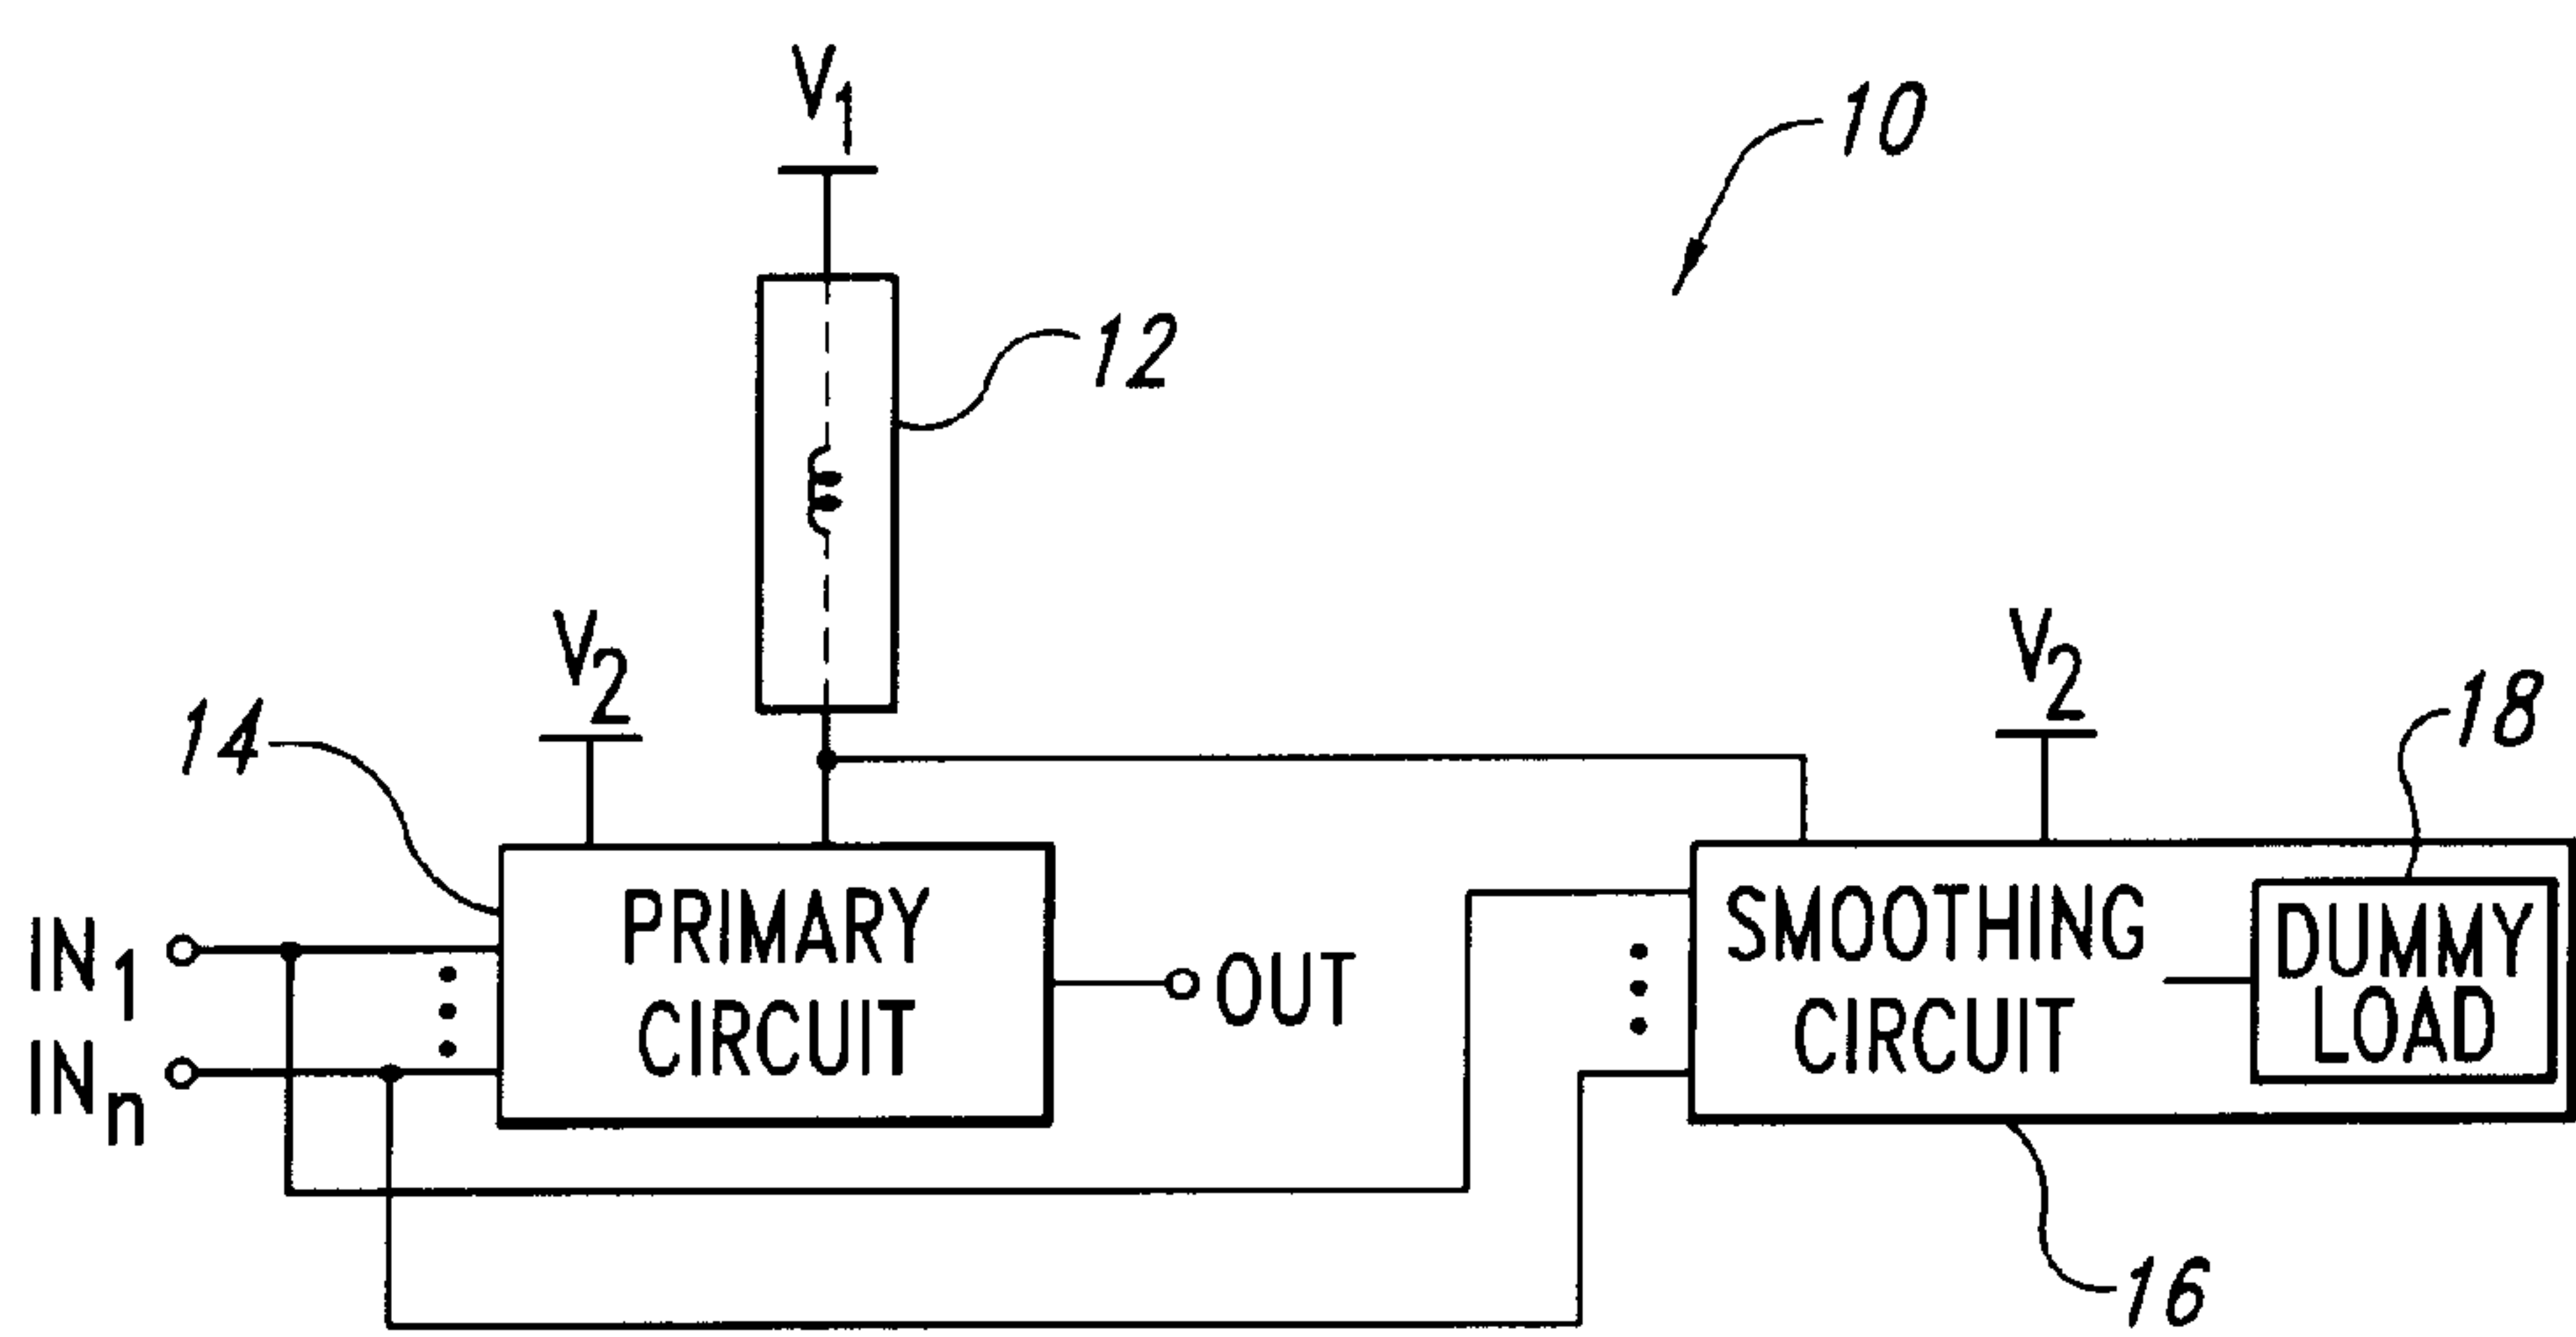 V1
10
12
V2
V2
14
18
IN1
INn
PRIMARY
CIRCUIT
OUT
SMOOTHING
CIRCUIT
DUMMY
LOAD
16